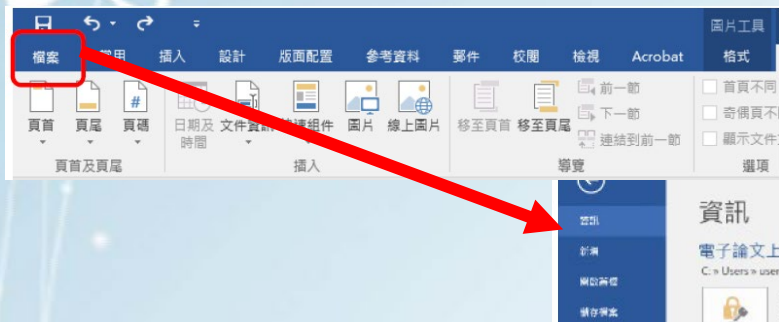 圖片工具
檔案 常用 插入 設計 版面配置 參考資料 郵件 校閱 檢視 Acrobat 格式
頁首 頁尾 頁碼 日期及時間 文件資訊 快速組件 圖片 線上圖片 移至頁首 移至頁尾
前一節
下一節
連結到前一節
首頁不同
奇偶頁不同
顯示文件
頁首及頁尾 插入 導覽 選項
資訊
新增
開啟舊檔
儲存檔案
資訊
電子論文上
C: » Users » user